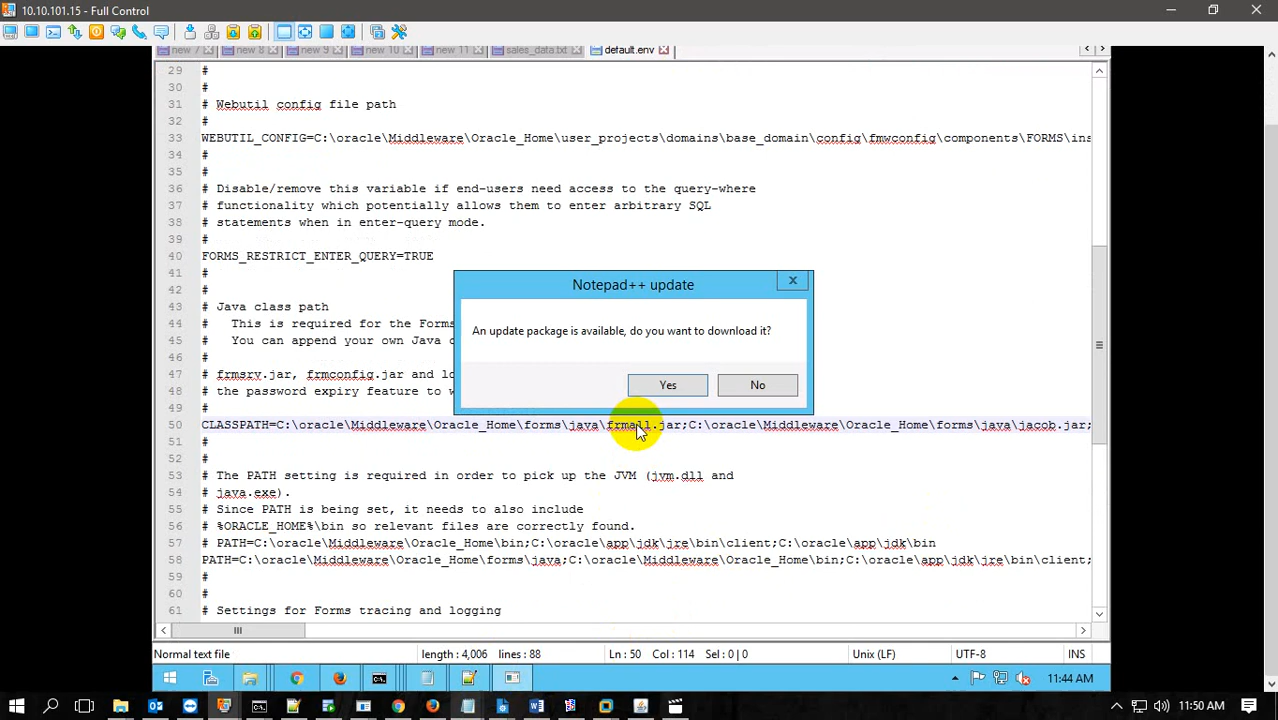 10.10.101.15 - Full Control
new 7 new 8 new 9 new 10 new 11 sales_data.txt default.env
29 #
30 #
31 # Webutil config file path
32 #
33 WEBUTIL_CONFIG=C:\oracle\Middleware\Oracle_Home\user_projects\domains\base_domain\config\fmwconfig\components\FORMS\ins
34 #
35 #
36 # Disable/remove this variable if end-users need access to the query-where
37 # functionality which potentially allows them to enter arbitrary SQL
38 # statements when in enter-query mode.
39 #
40 FORMS_RESTRICT_ENTER_QUERY=TRUE
41 #
42 #
43 # Java class path
44 # This is required for the Forms
45 # You can append your own Java c
46 #
47 # frmsrv.jar, frmconfig.jar and lo
48 # the password expiry feature to w
49 #
50 CLASSPATH=C:\oracle\Middleware\Oracle_Home\forms\java\frmall.jar;C:\oracle\Middleware\Oracle_Home\forms\java\jacob.jar;
51 #
52 #
53 # The PATH setting is required in order to pick up the JVM (jvm.dll and
54 # java.exe).
55 # Since PATH is being set, it needs to also include
56 # %ORACLE_HOME%\bin so relevant files are correctly found.
57 # PATH=C:\oracle\Middleware\Oracle_Home\bin;C:\oracle\app\jdk\jre\bin\client;C:\oracle\app\jdk\bin
58 PATH=C:\oracle\Middleware\Oracle_Home\forms\java;C:\oracle\Middleware\Oracle_Home\bin;C:\oracle\app\jdk\jre\bin\client;
59 #
60 #
61 # Settings for Forms tracing and logging
Notepad++ update
An update package is available, do you want to download it?
Yes No
Normal text file length : 4,006 lines : 88 Ln : 50 Col : 114 Sel : 0 | 0 Unix (LF) UTF-8 INS
11:44 AM
11:50 AM